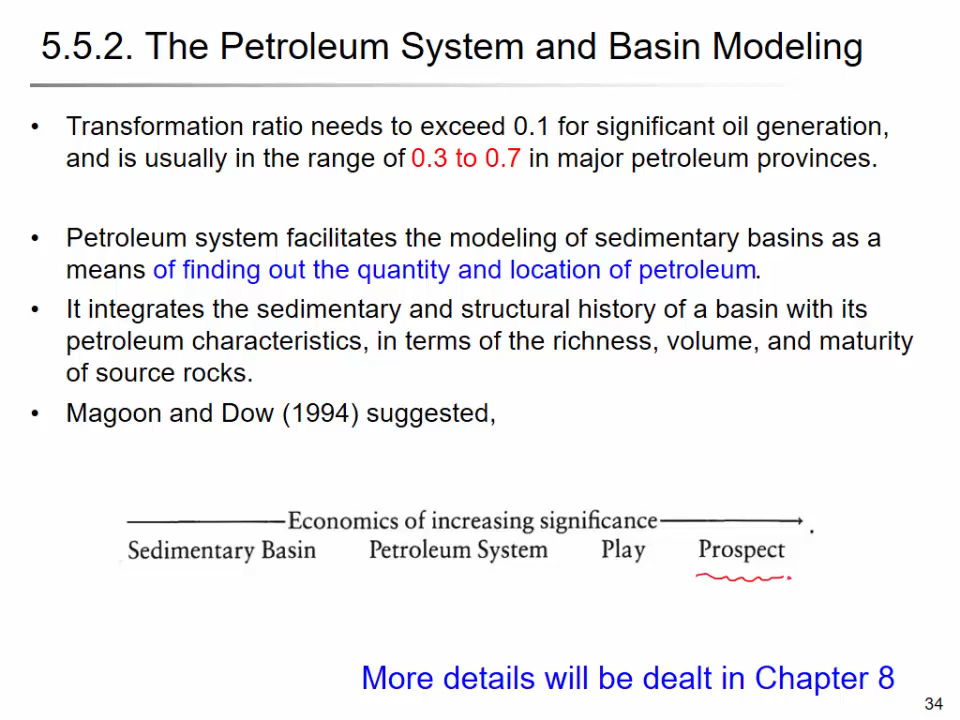 5.5.2. The Petroleum System and Basin Modeling
• Transformation ratio needs to exceed 0.1 for significant oil generation,
and is usually in the range of 0.3 to 0.7 in major petroleum provinces.
• Petroleum system facilitates the modeling of sedimentary basins as a
means of finding out the quantity and location of petroleum.
• It integrates the sedimentary and structural history of a basin with its
petroleum characteristics, in terms of the richness, volume, and maturity
of source rocks.
• Magoon and Dow (1994) suggested,
Economics of increasing significance
Sedimentary Basin Petroleum System Play Prospect
More details will be dealt in Chapter 8
34